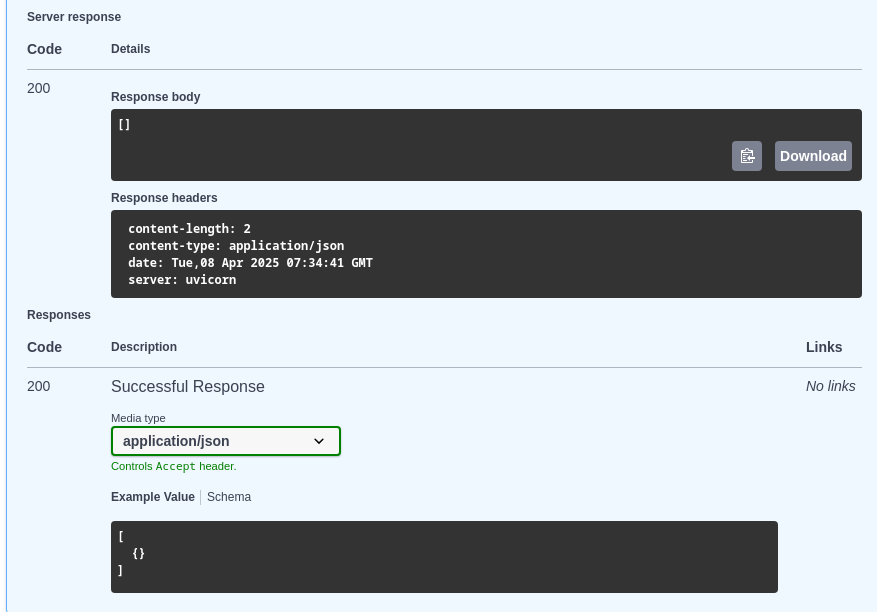 Server response
Code Details
200
Response body
[]
Download
Response headers
content-length: 2
content-type: application/json
date: Tue,08 Apr 2025 07:34:41 GMT
server: uvicorn
Responses
Code Description Links
200 Successful Response No links
Media type
application/json
Controls Accept header.
Example Value Schema
[
  {}
]